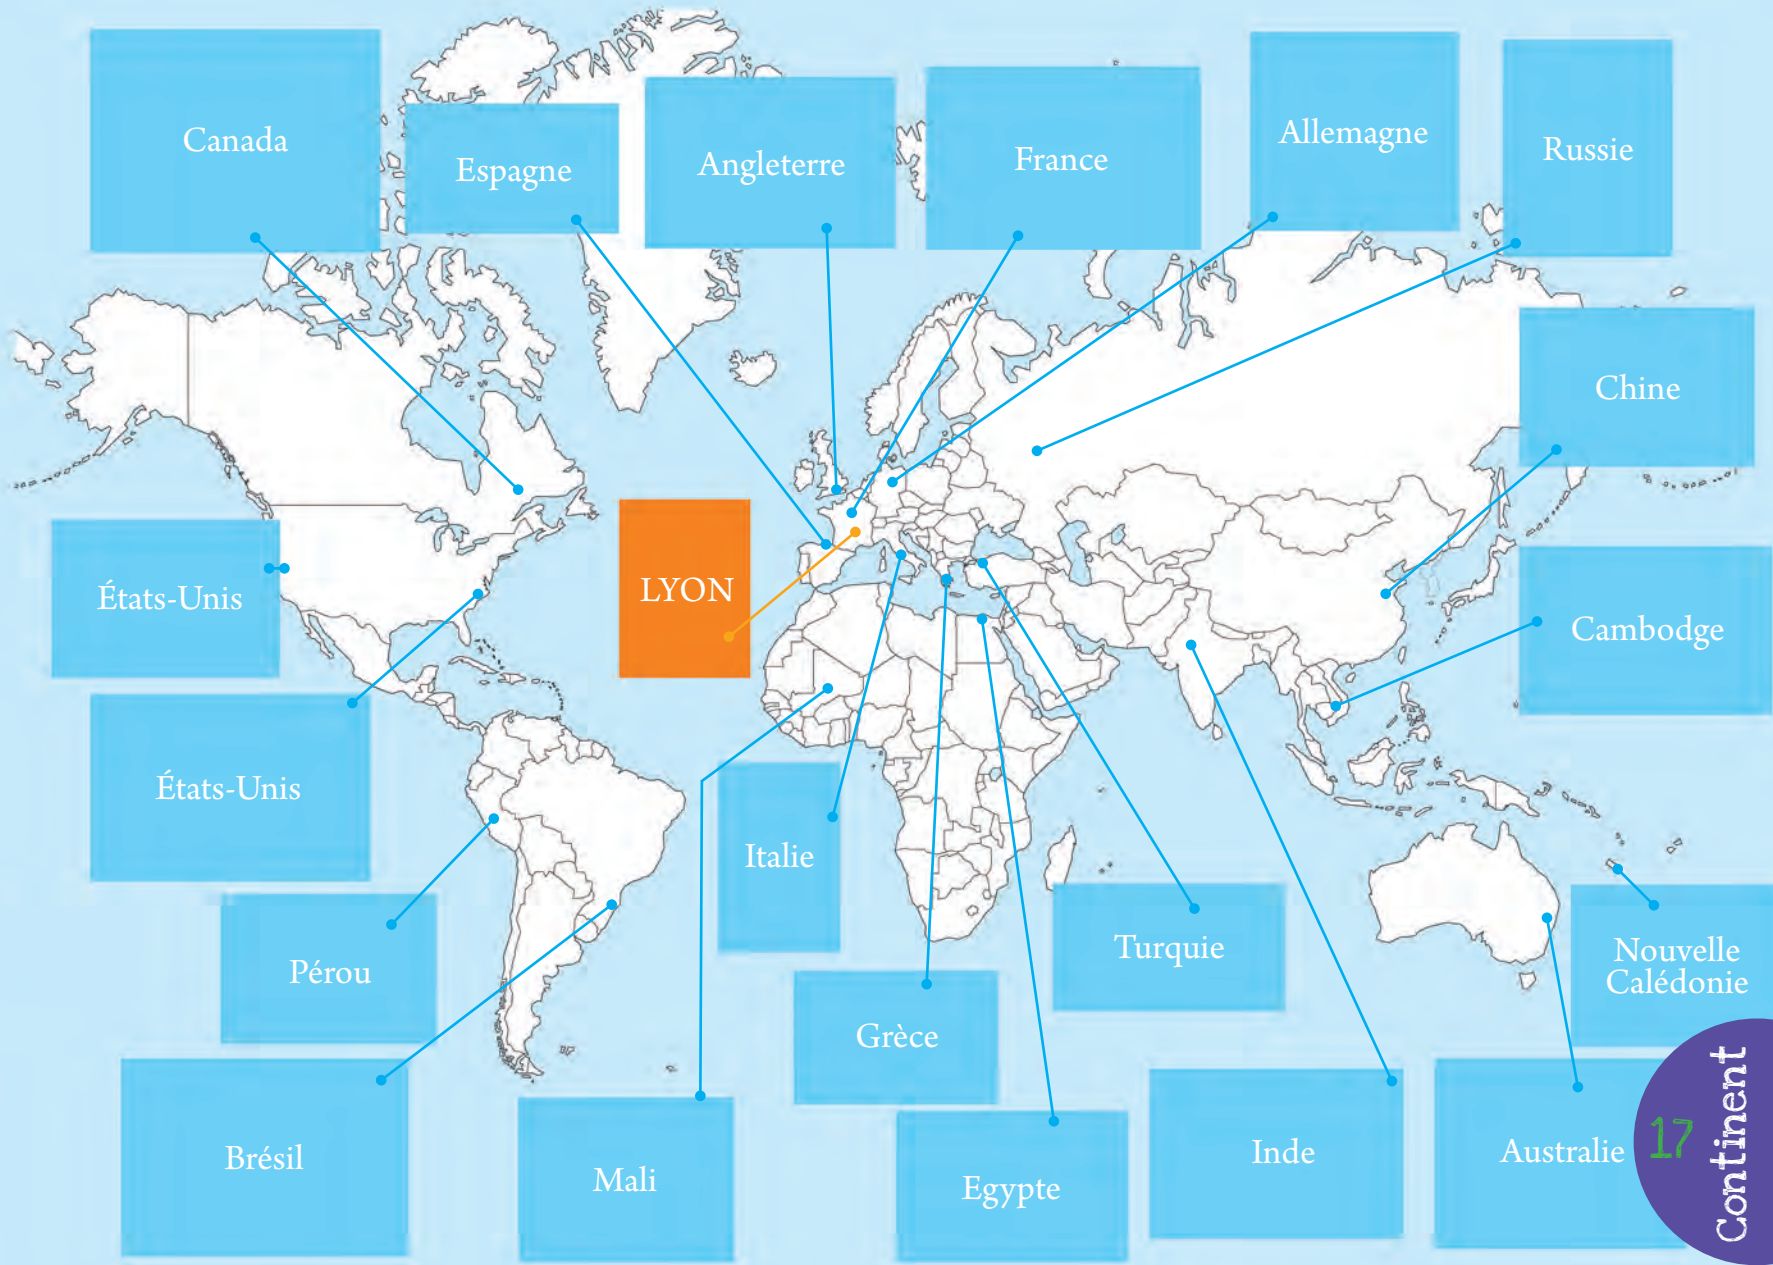 Canada
Espagne
Angleterre
France
Allemagne
Russie
Chine
États-Unis
LYON
Cambodge
États-Unis
Italie
Pérou
Turquie
Nouvelle
Calédonie
Grèce
Brésil
Mali
Egypte
Inde
Australie
17
Continent